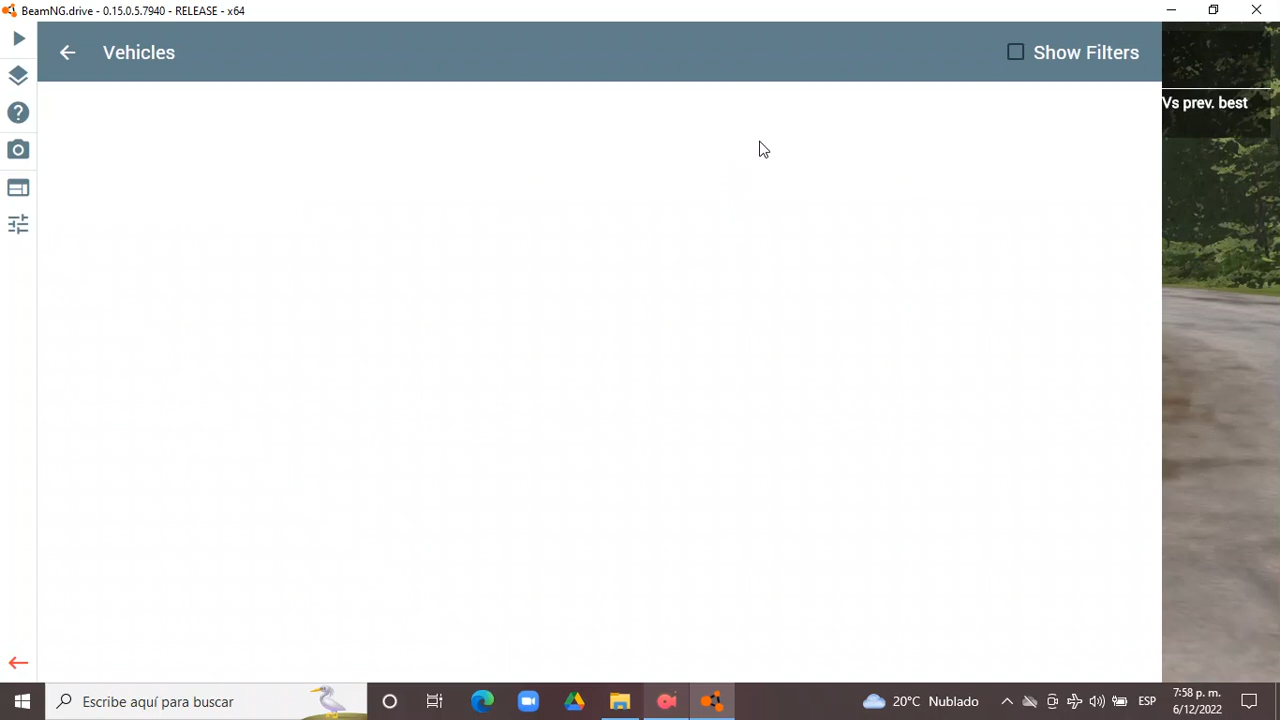 BeamNG.drive - 0.15.0.5.7940 - RELEASE - x64
Vehicles
Show Filters
Vs prev. best
Escribe aquí para buscar
20°C Nublado
ESP
7:58 p. m.
6/12/2022